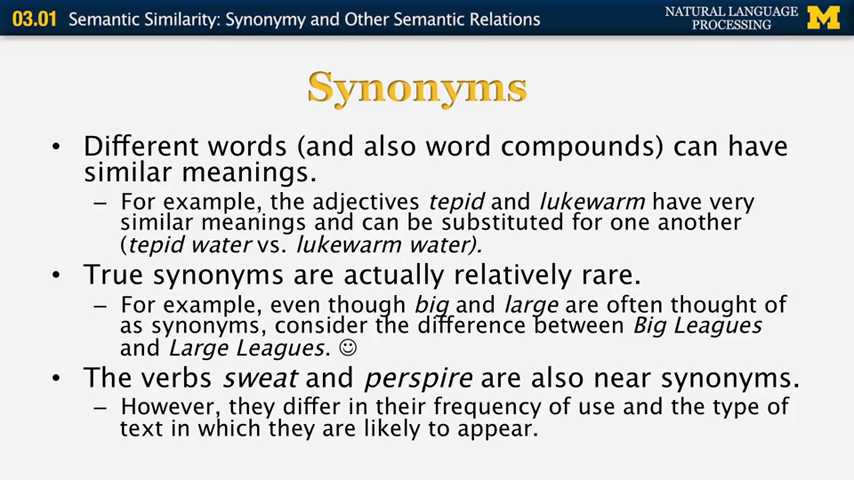 03.01 Semantic Similarity: Synonymy and Other Semantic Relations
NATURAL LANGUAGE
PROCESSING
M
Synonyms
• Different words (and also word compounds) can have
similar meanings.
– For example, the adjectives tepid and lukewarm have very
similar meanings and can be substituted for one another
(tepid water vs. lukewarm water).
• True synonyms are actually relatively rare.
– For example, even though big and large are often thought of
as synonyms, consider the difference between Big Leagues
and Large Leagues. ☺
• The verbs sweat and perspire are also near synonyms.
– However, they differ in their frequency of use and the type of
text in which they are likely to appear.